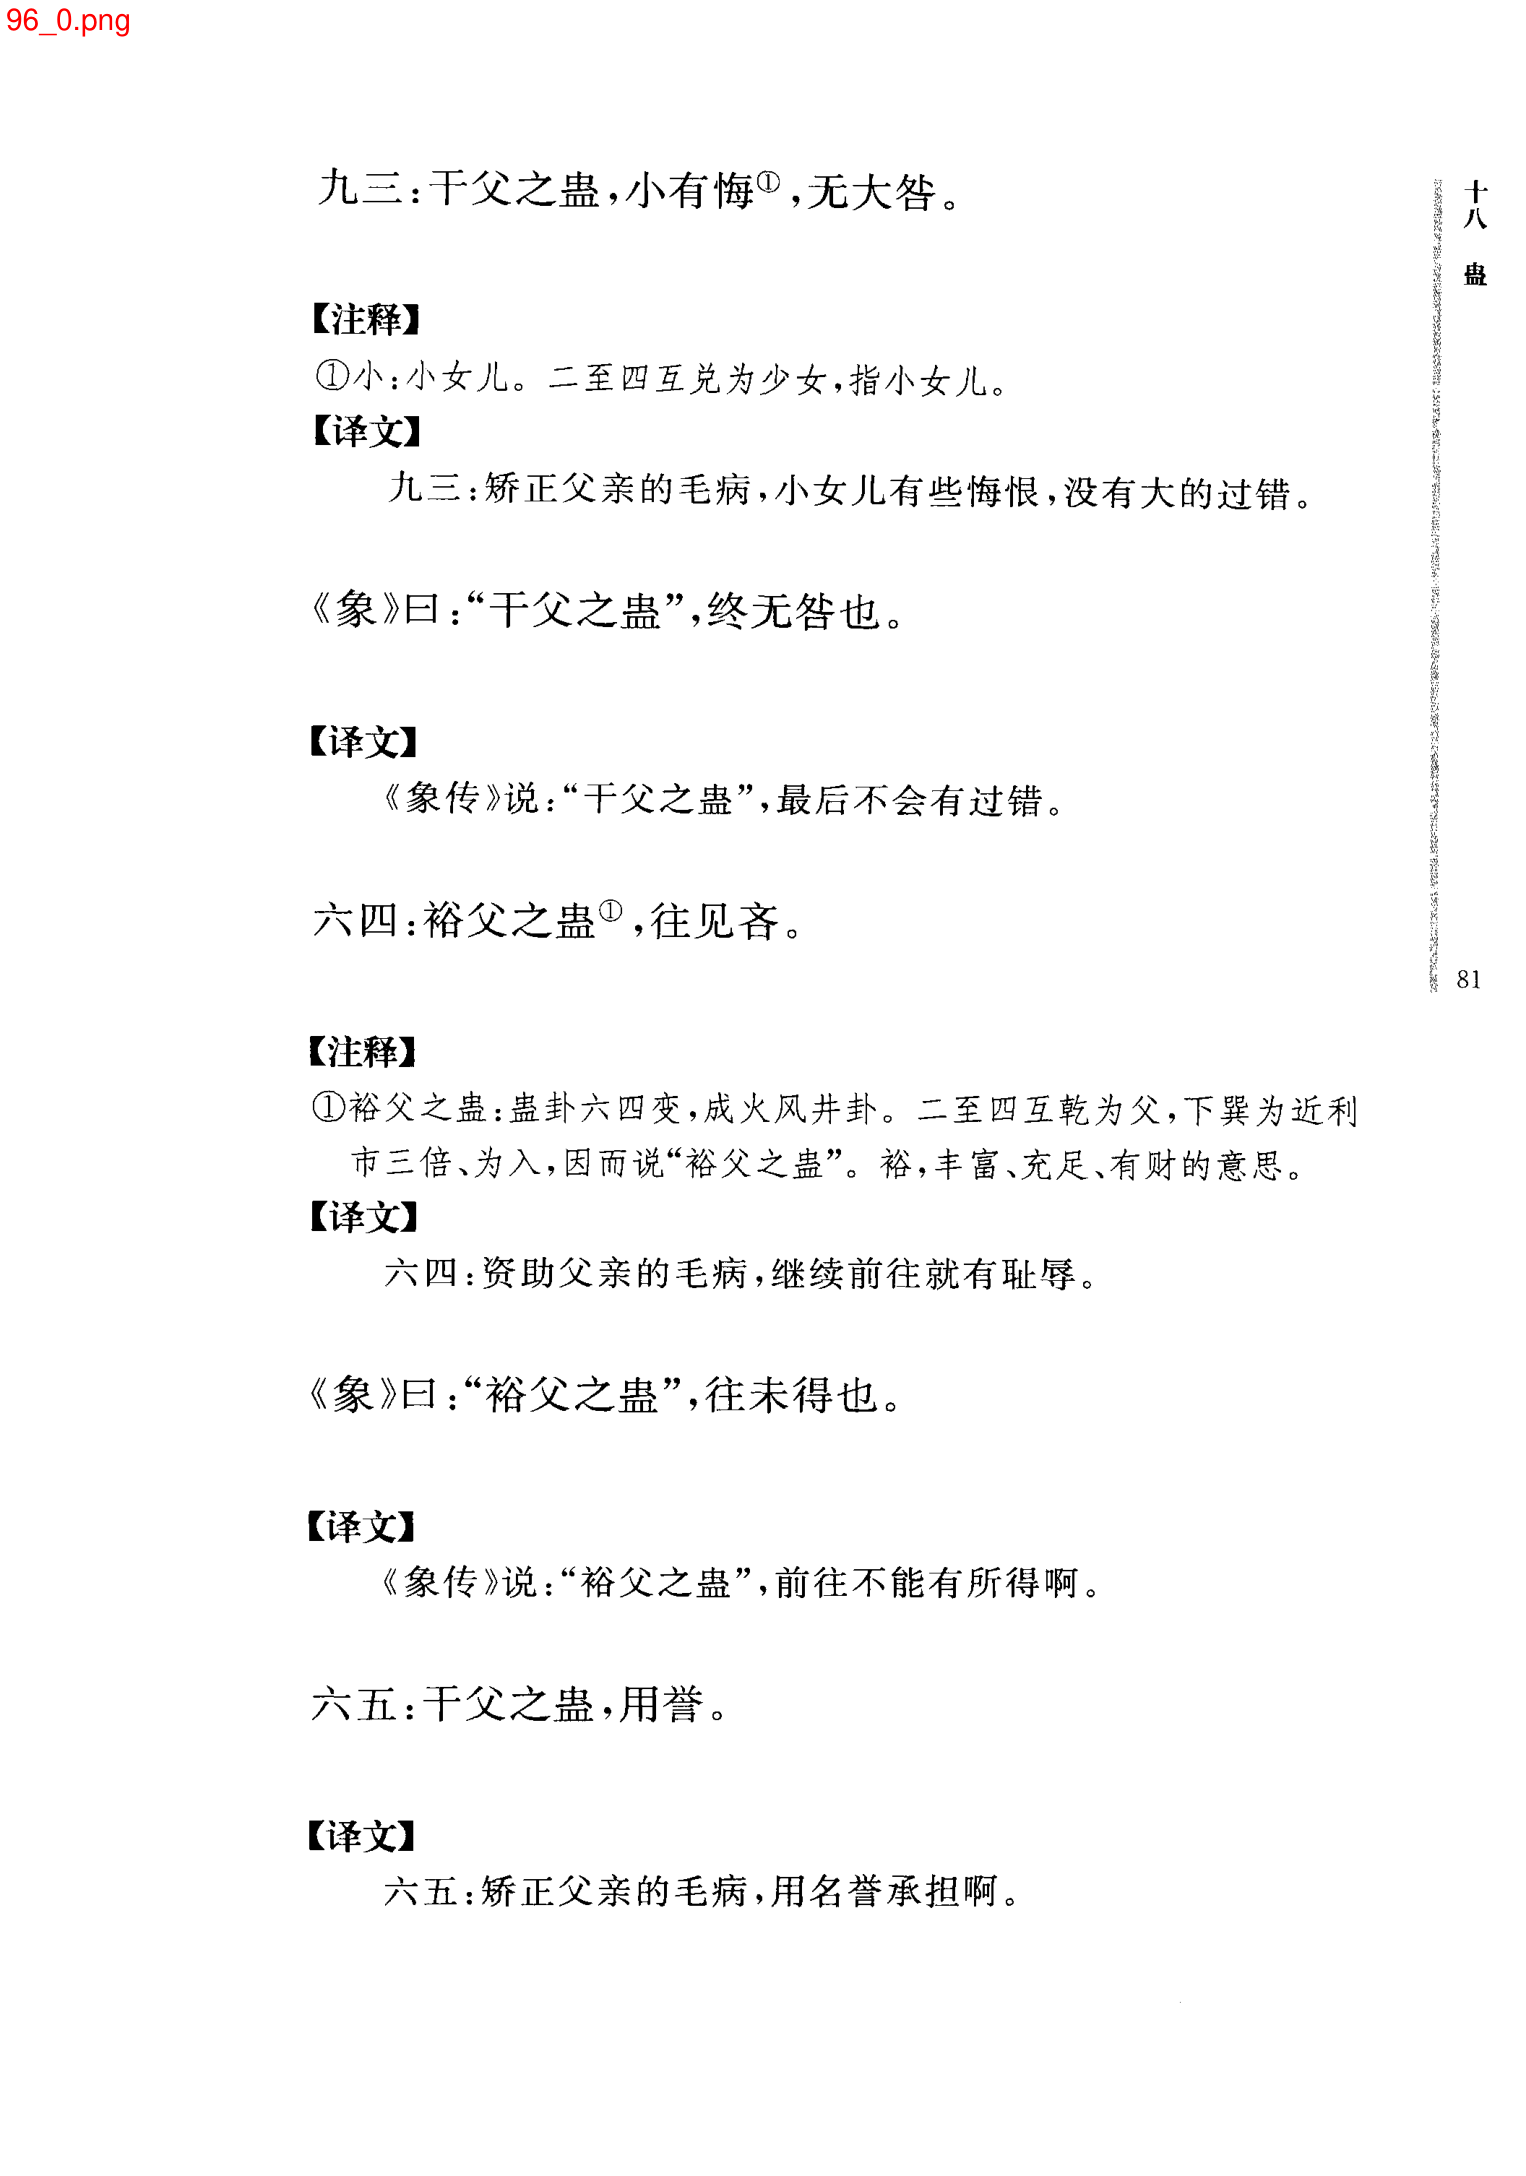 96_0.png
九三:干父之蛊,小有悔①,无大咎。
【注释】
①小:小女儿。二至四互兑为少女,指小女儿。
【译文】
九三:矫正父亲的毛病,小女儿有些悔恨,没有大的过错。
《象》曰:“干父之蛊”,终无咎也。
【译文】
《象传》说:“干父之蛊”,最后不会有过错。
六四:裕父之蛊①,往见吝。
【注释】
①裕父之蛊:蛊卦六四变,成火风井卦。二至四互乾为父,下巽为近利
市三倍、为入,因而说“裕父之蛊”。裕,丰富、充足、有财的意思。
【译文】
六四:资助父亲的毛病,继续前往就有耻辱。
《象》曰:“裕父之蛊”,往未得也。
【译文】
《象传》说:“裕父之蛊”,前往不能有所得啊。
六五:干父之蛊,用誉。
【译文】
六五:矫正父亲的毛病,用名誉承担啊。
十八 蛊
81